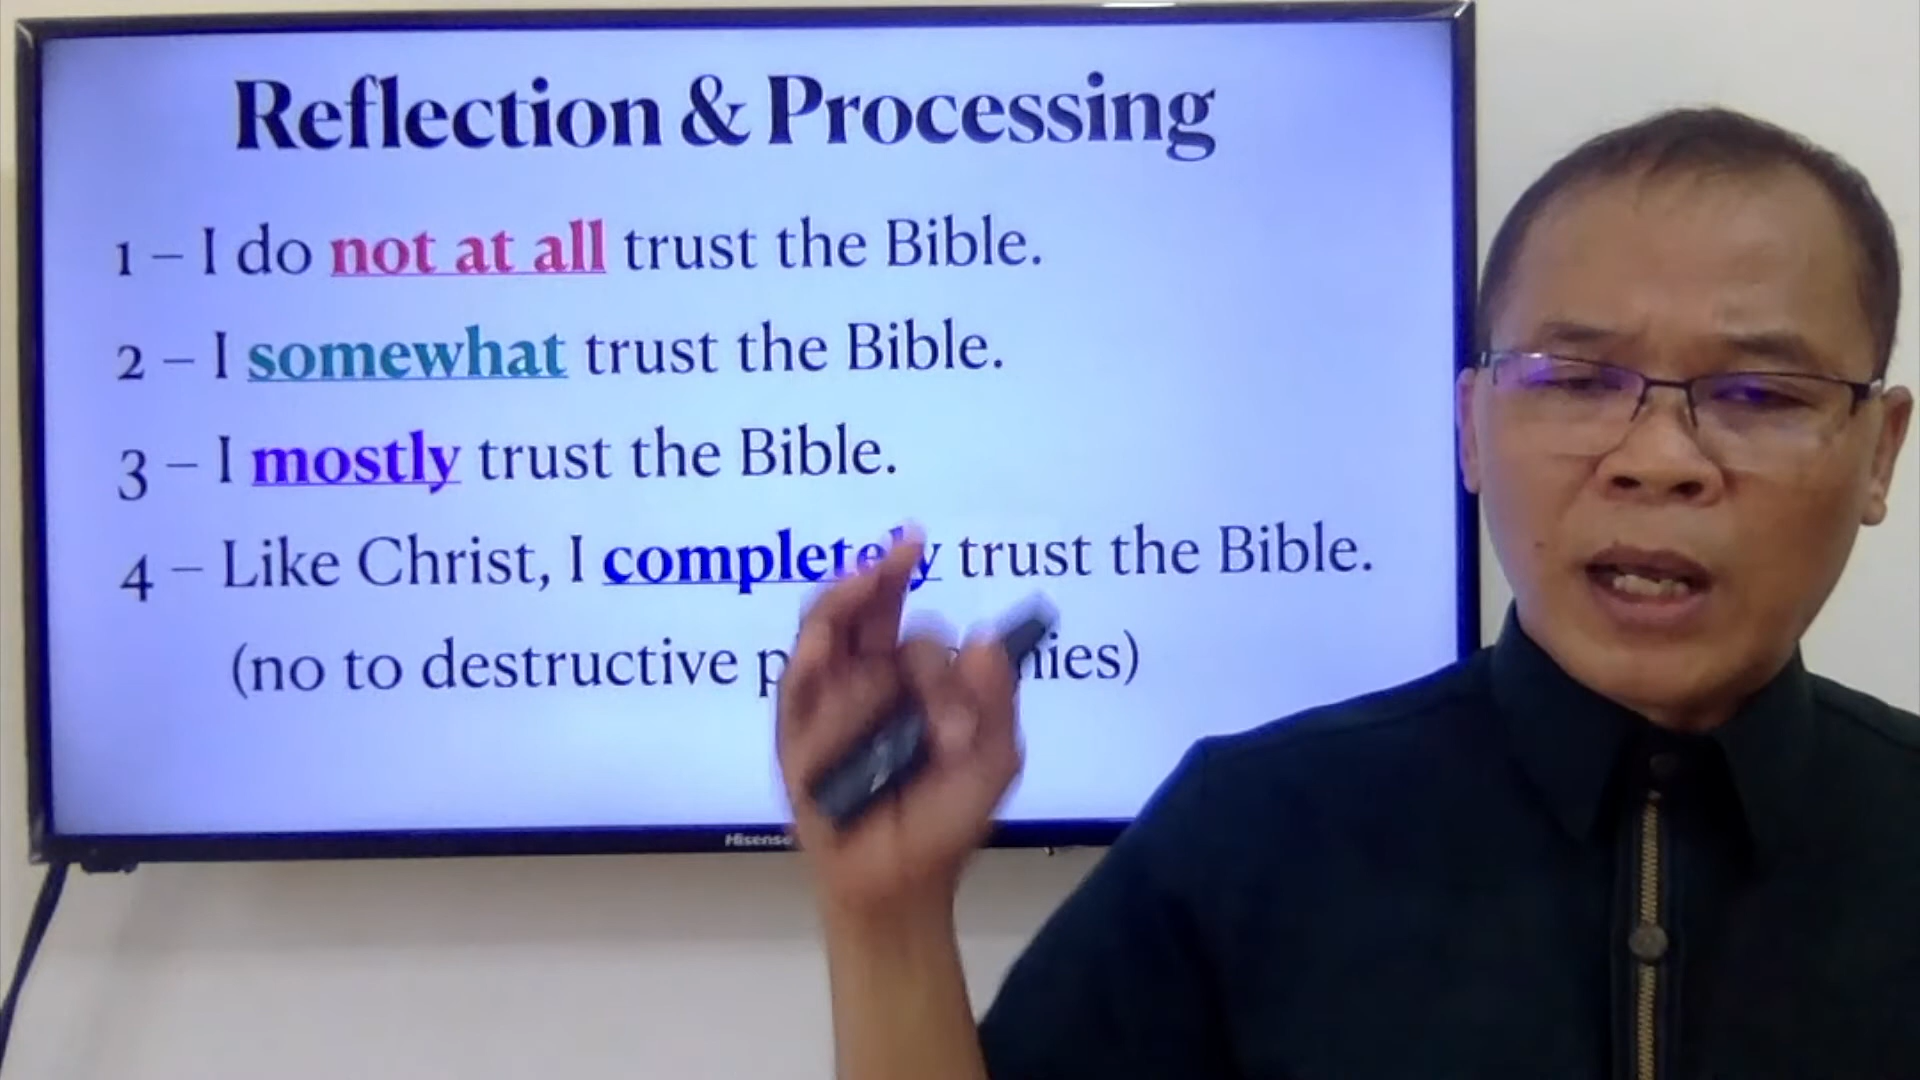 Reflection & Processing
1 – I do not at all trust the Bible.
2 – I somewhat trust the Bible.
3 – I mostly trust the Bible.
4 – Like Christ, I completely trust the Bible.
(no to destructive
Hisense